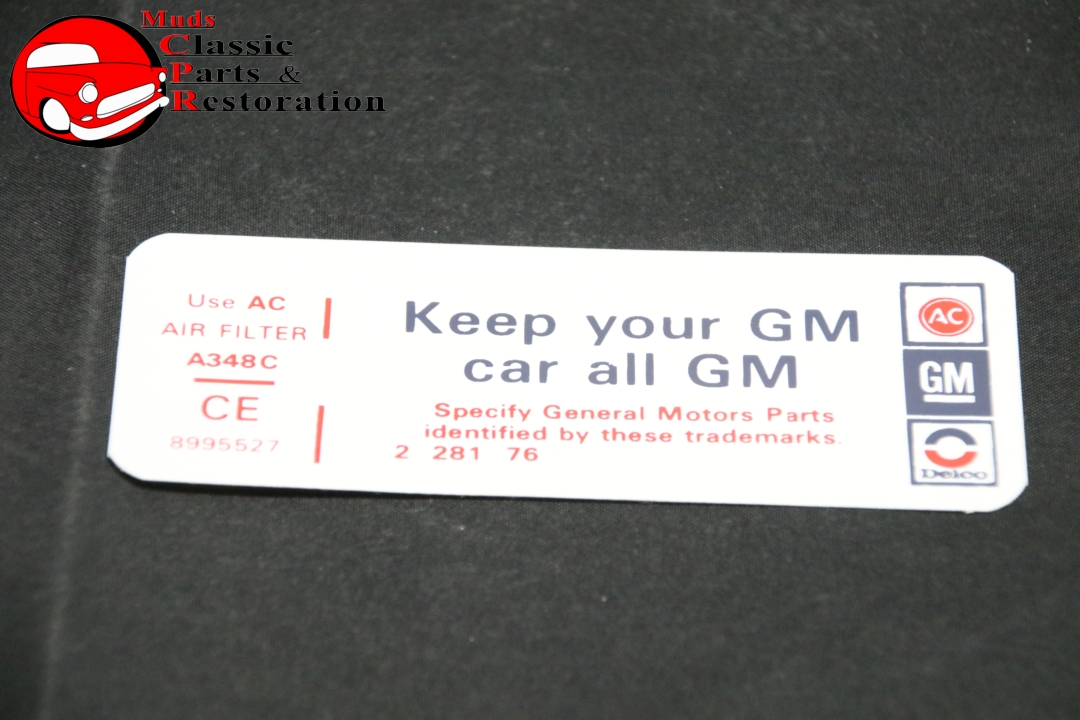 Muds
Classic
Parts &
Restoration
Use AC
AIR FILTER
A348C
CE
8995527
Keep your GM
car all GM
Specify General Motors Parts
identified by these trademarks.
2 281 76
AC
GM
Delco